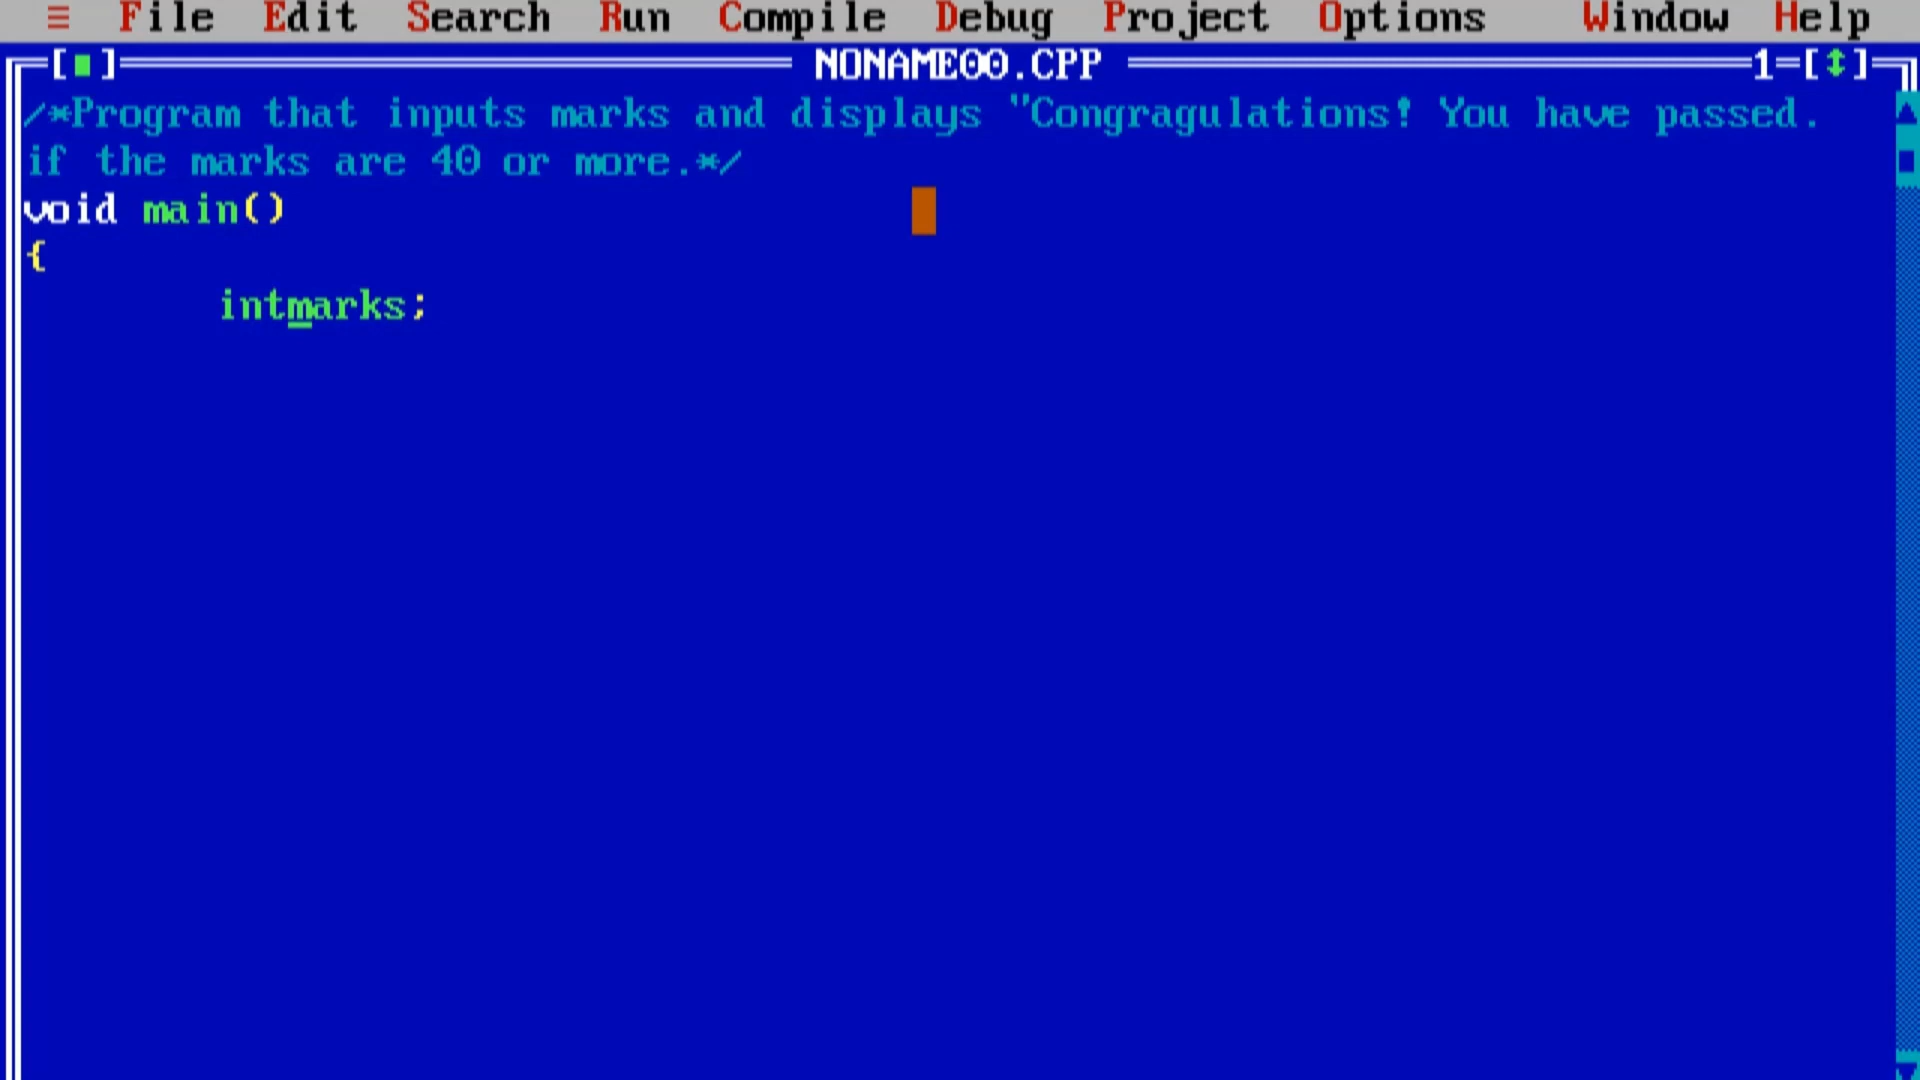 ≡ File Edit Search Run Compile Debug Project Options Window Help
[■] NONAME00.CPP 1=[↕]
/*Program that inputs marks and displays "Congragulations! You have passed.
if the marks are 40 or more.*/
void main()
{
intmarks;